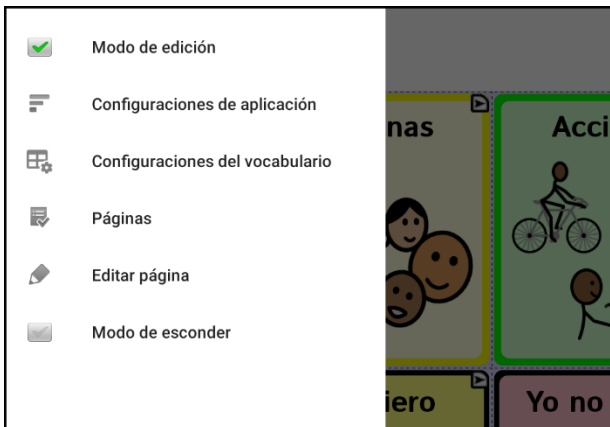 Modo de edición
Configuraciones de aplicación
Configuraciones del vocabulario
Páginas
Editar página
Modo de esconder
nas
Acci
iero
Yo no